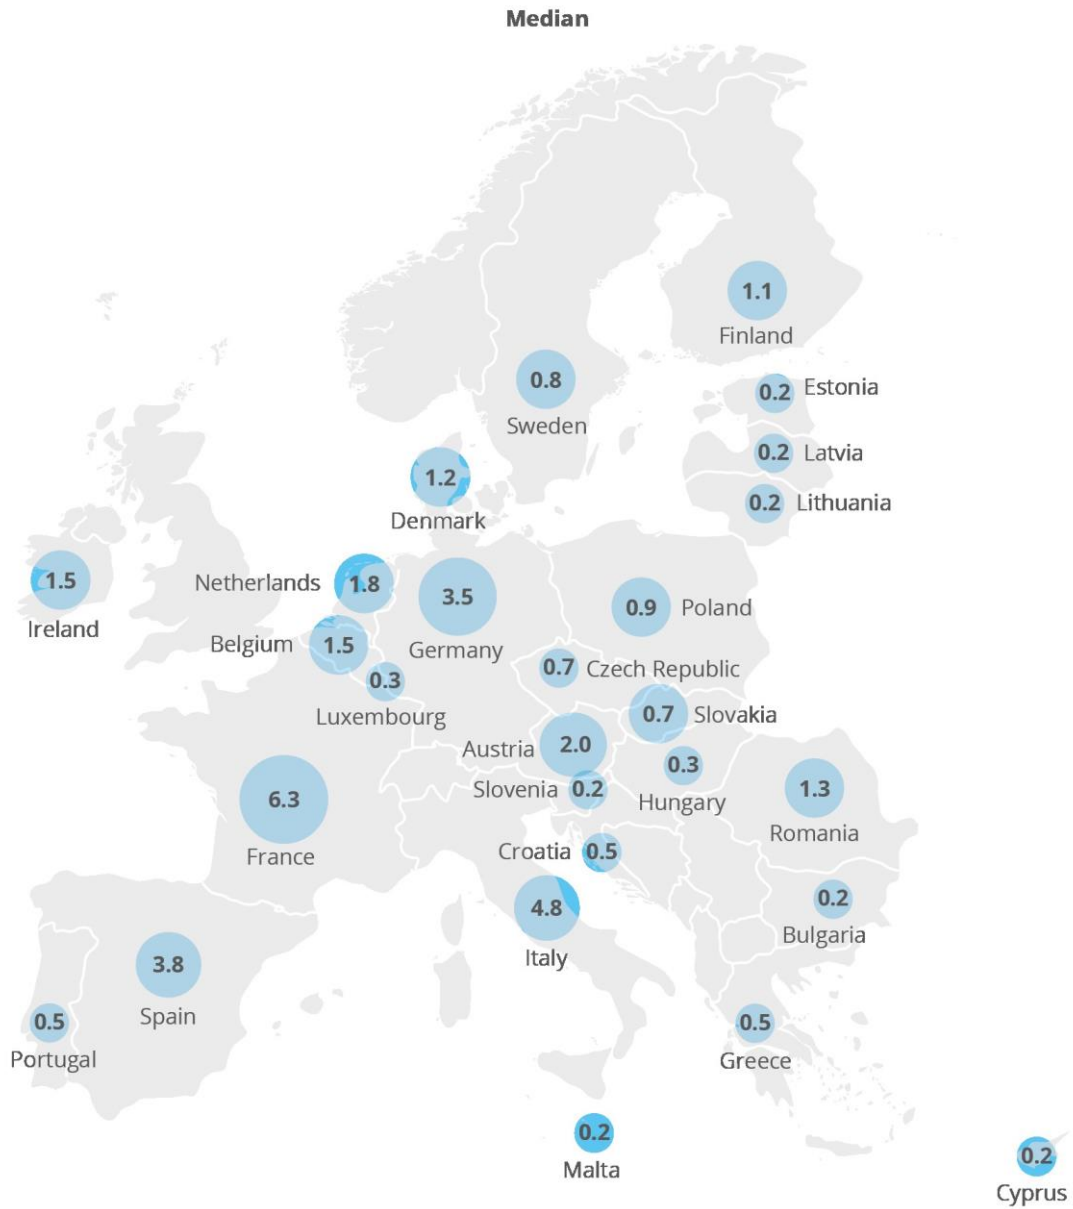 Median
1.1
Finland
0.8
Sweden
0.2 Estonia
0.2 Latvia
0.2 Lithuania
1.2
Denmark
1.5
Ireland
Netherlands 1.8
3.5
Germany
0.9 Poland
Belgium 1.5
0.3
Luxembourg
0.7 Czech Republic
0.7 Slovakia
Austria 2.0
0.3
Hungary
Slovenia 0.2
6.3
France
1.3
Romania
Croatia 0.5
4.8
Italy
0.2
Bulgaria
3.8
Spain
0.5
Portugal
0.5
Greece
0.2
Malta
0.2
Cyprus